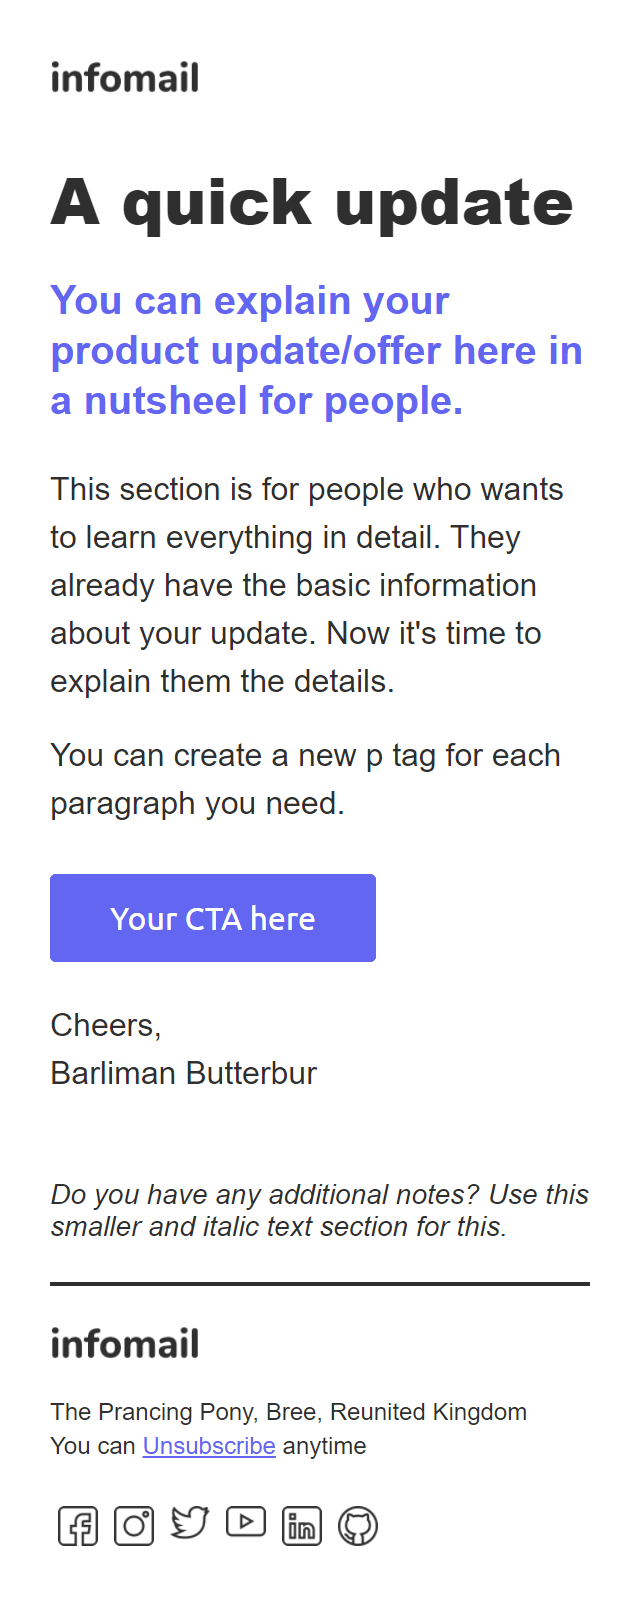 infomail
A quick update
You can explain your
product update/offer here in
a nutsheel for people.
This section is for people who wants
to learn everything in detail. They
already have the basic information
about your update. Now it's time to
explain them the details.
You can create a new p tag for each
paragraph you need.
Your CTA here
Cheers,
Barliman Butterbur
Do you have any additional notes? Use this
smaller and italic text section for this.
infomail
The Prancing Pony, Bree, Reunited Kingdom
You can Unsubscribe anytime